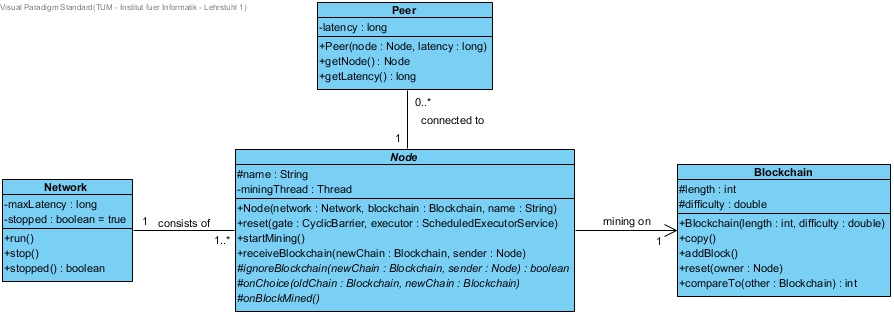 Visual Paradigm Standard(TUM - Institut fuer Informatik - Lehrstuhl 1)
Peer
-latency : long
+Peer(node : Node, latency : long)
+getNode() : Node
+getLatency() : long
0..*
connected to
1
Node
#name : String
-miningThread : Thread
+Node(network : Network, blockchain : Blockchain, name : String)
+reset(gate : CyclicBarrier, executor : ScheduledExecutorService)
+startMining()
+receiveBlockchain(newChain : Blockchain, sender : Node)
#ignoreBlockchain(newChain : Blockchain, sender : Node) : boolean
#onChoice(oldChain : Blockchain, newChain : Blockchain)
#onBlockMined()
Network
-maxLatency : long
-stopped : boolean = true
+run()
+stop()
+stopped() : boolean
1
consists of
1..*
mining on
1
Blockchain
#length : int
#difficulty : double
+Blockchain(length : int, difficulty : double)
+copy()
+addBlock()
+reset(owner : Node)
+compareTo(other : Blockchain) : int